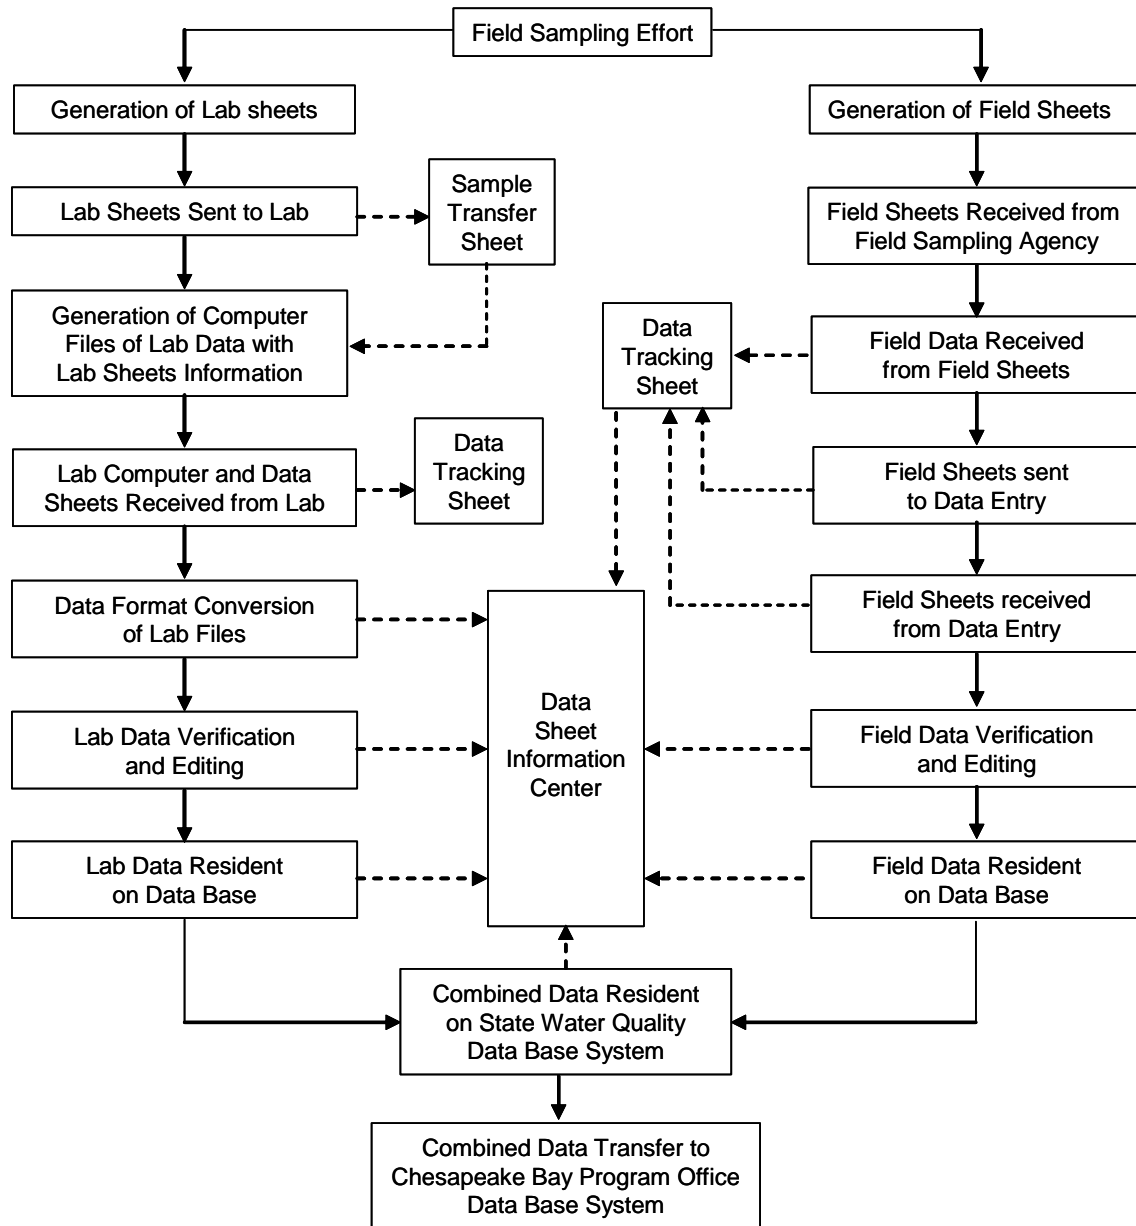 Field Sampling Effort
Generation of Lab sheets
Generation of Field Sheets
Lab Sheets Sent to Lab
Sample
Transfer
Sheet
Field Sheets Received from
Field Sampling Agency
Generation of Computer
Files of Lab Data with
Lab Sheets Information
Data
Tracking
Sheet
Field Data Received
from Field Sheets
Lab Computer and Data
Sheets Received from Lab
Data
Tracking
Sheet
Field Sheets sent
to Data Entry
Data Format Conversion
of Lab Files
Field Sheets received
from Data Entry
Data
Sheet
Information
Center
Lab Data Verification
and Editing
Field Data Verification
and Editing
Lab Data Resident
on Data Base
Field Data Resident
on Data Base
Combined Data Resident
on State Water Quality
Data Base System
Combined Data Transfer to
Chesapeake Bay Program Office
Data Base System